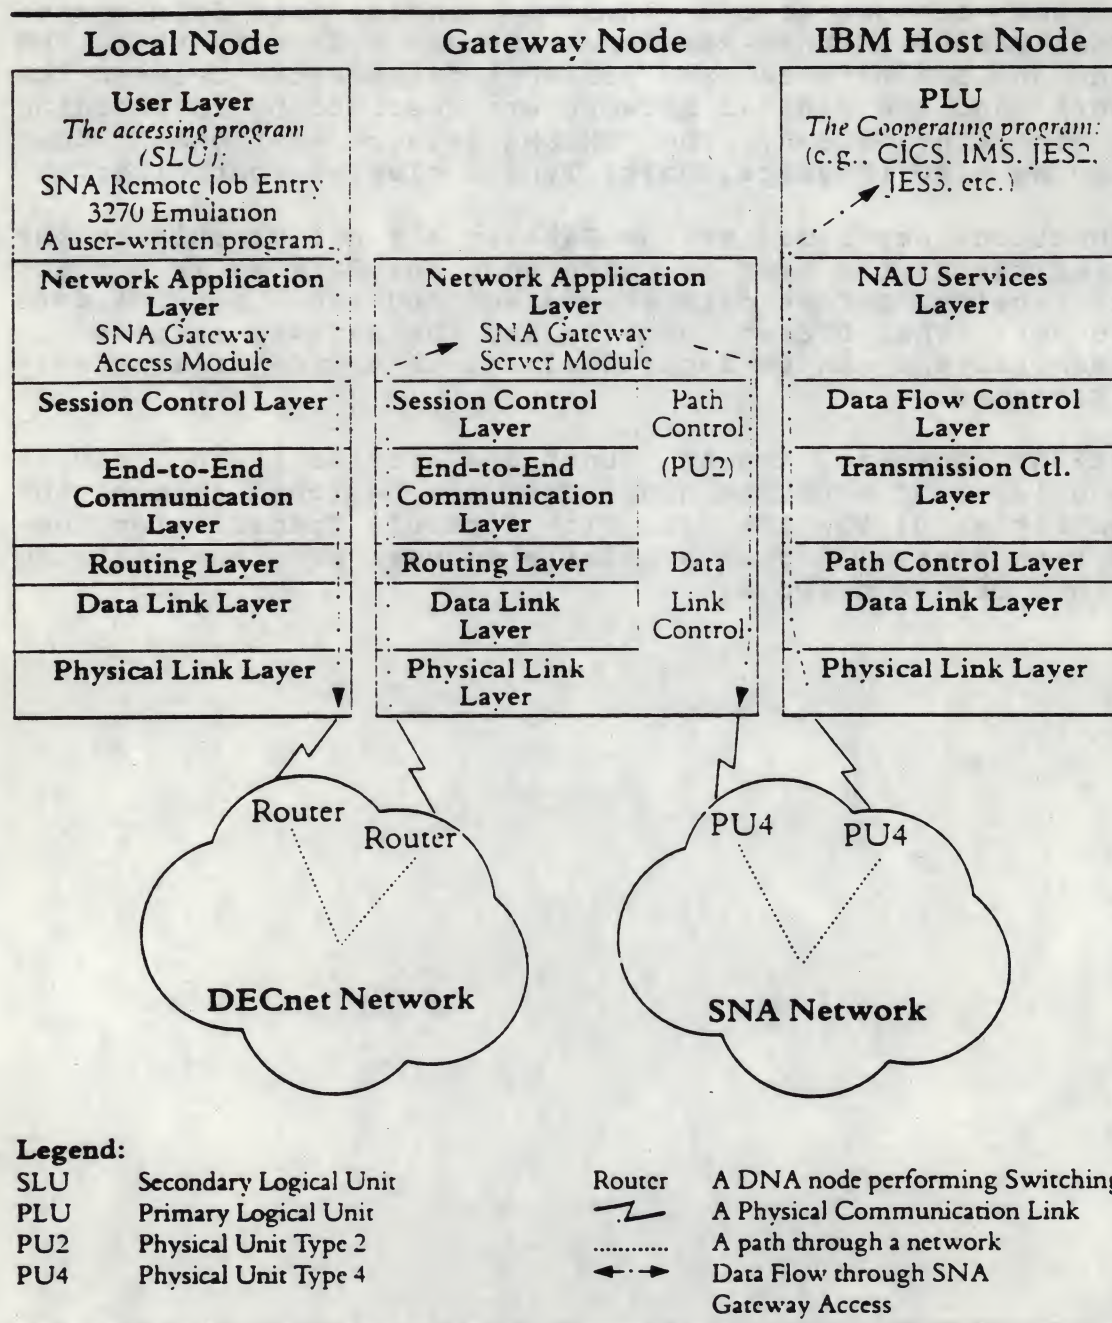 Local Node
Gateway Node
IBM Host Node
User Layer
The accessing program
(SLU):
SNA Remote Job Entry
3270 Emulation
A user-written program
Network Application
Layer
SNA Gateway
Access Module
Session Control Layer
End-to-End
Communication
Layer
Routing Layer
Data Link Layer
Physical Link Layer
Network Application
Layer
SNA Gateway
Server Module
Session Control
Layer
Path
Control
End-to-End
Communication
Layer
(PU2)
Routing Layer
Data
Data Link
Layer
Link
Control
Physical Link
Layer
PLU
The Cooperating program:
(e.g., CICS, IMS, JES2,
JES3, etc.)
NAU Services
Layer
Data Flow Control
Layer
Transmission Ctl.
Layer
Path Control Layer
Data Link Layer
Physical Link Layer
Router
Router
DECnet Network
PU4
PU4
SNA Network
Legend:
SLU Secondary Logical Unit
PLU Primary Logical Unit
PU2 Physical Unit Type 2
PU4 Physical Unit Type 4
Router A DNA node performing Switching
A Physical Communication Link
A path through a network
Data Flow through SNA
Gateway Access